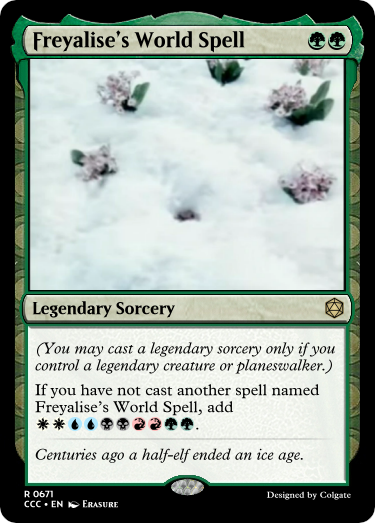 Freyalise's World Spell
Legendary Sorcery
(You may cast a legendary sorcery only if you
control a legendary creature or planeswalker.)
If you have not cast another spell named
Freyalise's World Spell, add
.
Centuries ago a half-elf ended an ice age.
R 0671
CCC • EN Erasure
Designed by Colgate